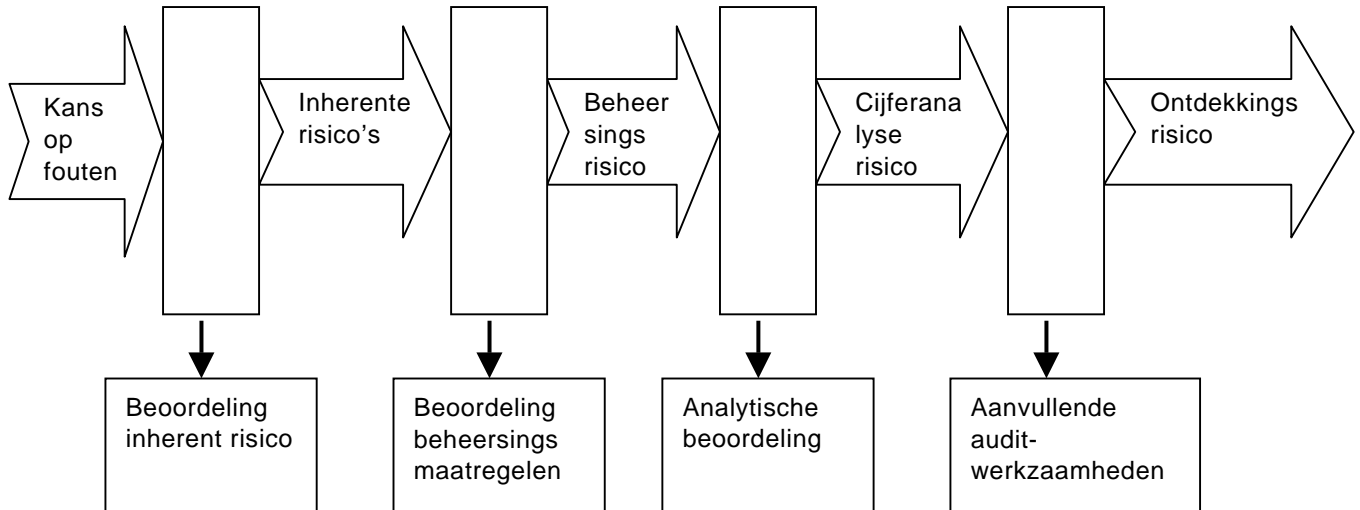 Kans
op
fouten
Inherente
risico's
Beheer
sings
risico
Cijferana
lyse
risico
Ontdekkings
risico
Beoordeling
inherent risico
Beoordeling
beheersings
maatregelen
Analytische
beoordeling
Aanvullende
audit-
werkzaamheden